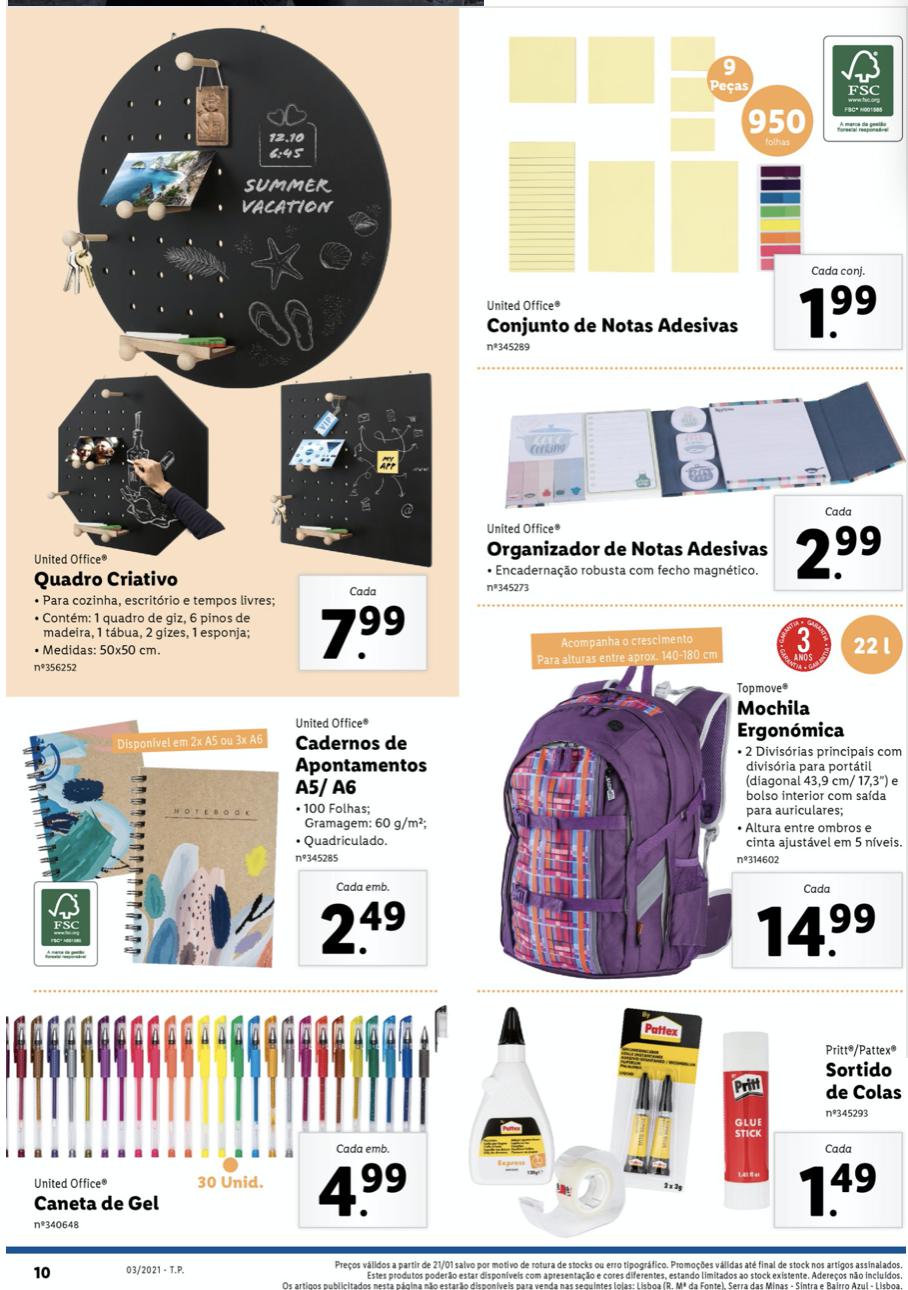 12.10
6:45
SUMMER
VACATION
VIP
MY
APP
United Office®
Quadro Criativo
• Para cozinha, escritório e tempos livres;
• Contém: 1 quadro de giz, 6 pinos de
madeira, 1 tábua, 2 gizes, 1 esponja;
• Medidas: 50x50 cm.
nº356252
Cada
7.99
9
Peças
950
folhas
FSC
www.fsc.org
FSC® N001585
A marca da gestão
florestal responsável
Cada conj.
1.99
United Office®
Conjunto de Notas Adesivas
nº345289
United Office®
Organizador de Notas Adesivas
• Encadernação robusta com fecho magnético.
nº345273
Cada
2.99
Disponível em 2x A5 ou 3x A6
NOTEBOOK
FSC
www.fsc.org
FSC® N001585
A marca da gestão
florestal responsável
United Office®
Cadernos de
Apontamentos
A5/ A6
• 100 Folhas;
Gramagem: 60 g/m²;
• Quadriculado.
nº345285
Cada emb.
2.49
Acompanha o crescimento
Para alturas entre aprox. 140-180 cm
GARANTIA
3
ANOS
22 l
Topmove®
Mochila
Ergonómica
• 2 Divisórias principais com
divisória para portátil
(diagonal 43,9 cm/ 17,3") e
bolso interior com saída
para auriculares;
• Altura entre ombros e
cinta ajustável em 5 níveis.
nº314602
Cada
14.99
30 Unid.
United Office®
Caneta de Gel
nº340648
Cada emb.
4.99
Pattex
Express
By
Pattex
2 x 3g
Pritt
GLUE
STICK
Pritt®/Pattex®
Sortido
de Colas
nº345293
Cada
1.49
10
03/2021 - T.P.
Preços válidos a partir de 21/01 salvo por motivo de rotura de stocks ou erro tipográfico. Promoções válidas até final de stock nos artigos assinalados.
Estes produtos poderão estar disponíveis com apresentação e cores diferentes, estando limitados ao stock existente. Adereços não incluídos.
Os artigos publicitados nesta página não estarão disponíveis para venda nas seguintes lojas: Lisboa (R. Mª da Fonte), Serra das Minas - Sintra e Bairro Azul - Lisboa.